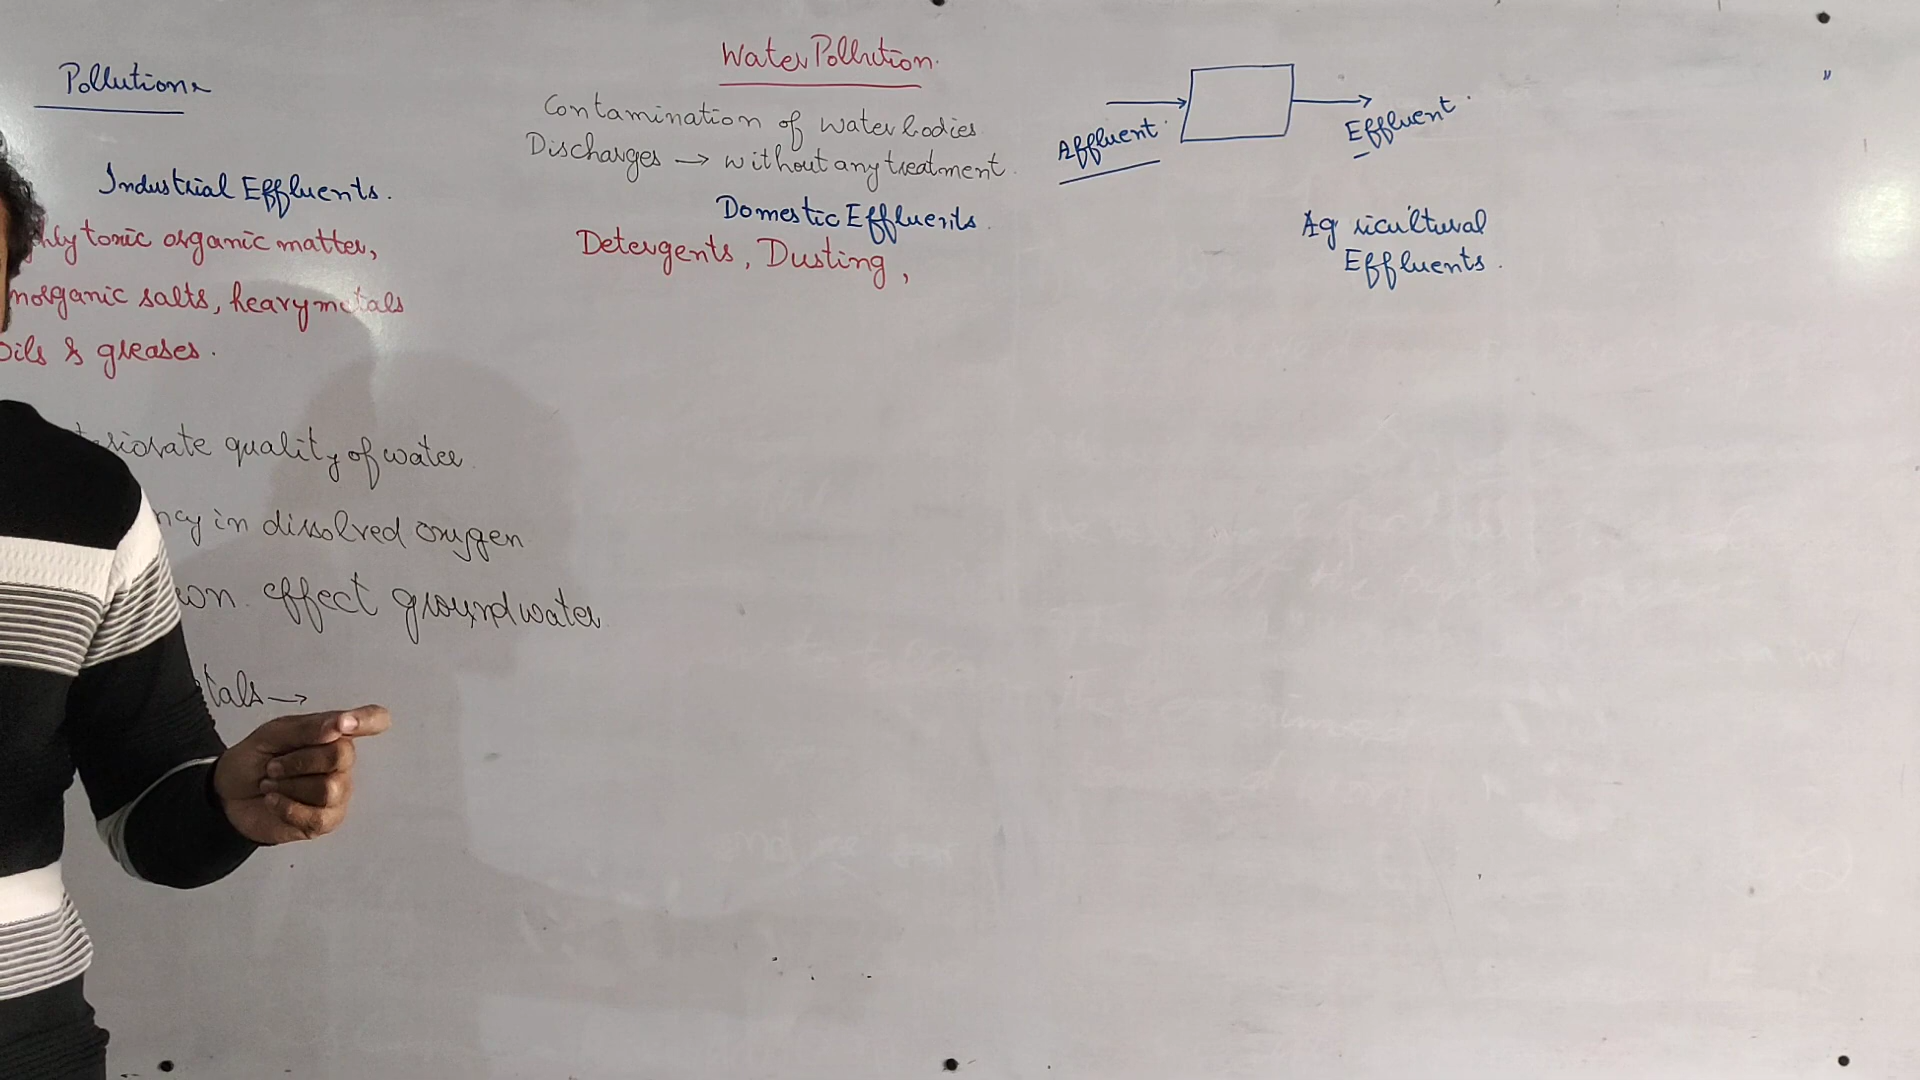 Pollution
Water Pollution.
Contamination of water bodies
Discharges → without any treatment.
Affluent.
Effluent.
Industrial Effluents.
toxic organic matter,
salts, heavy metals
& greases.
Domestic Effluents.
Detergents, Dusting,
Agricultural
Effluents.
quality of water
in dissolved oxygen
effect groundwater
→